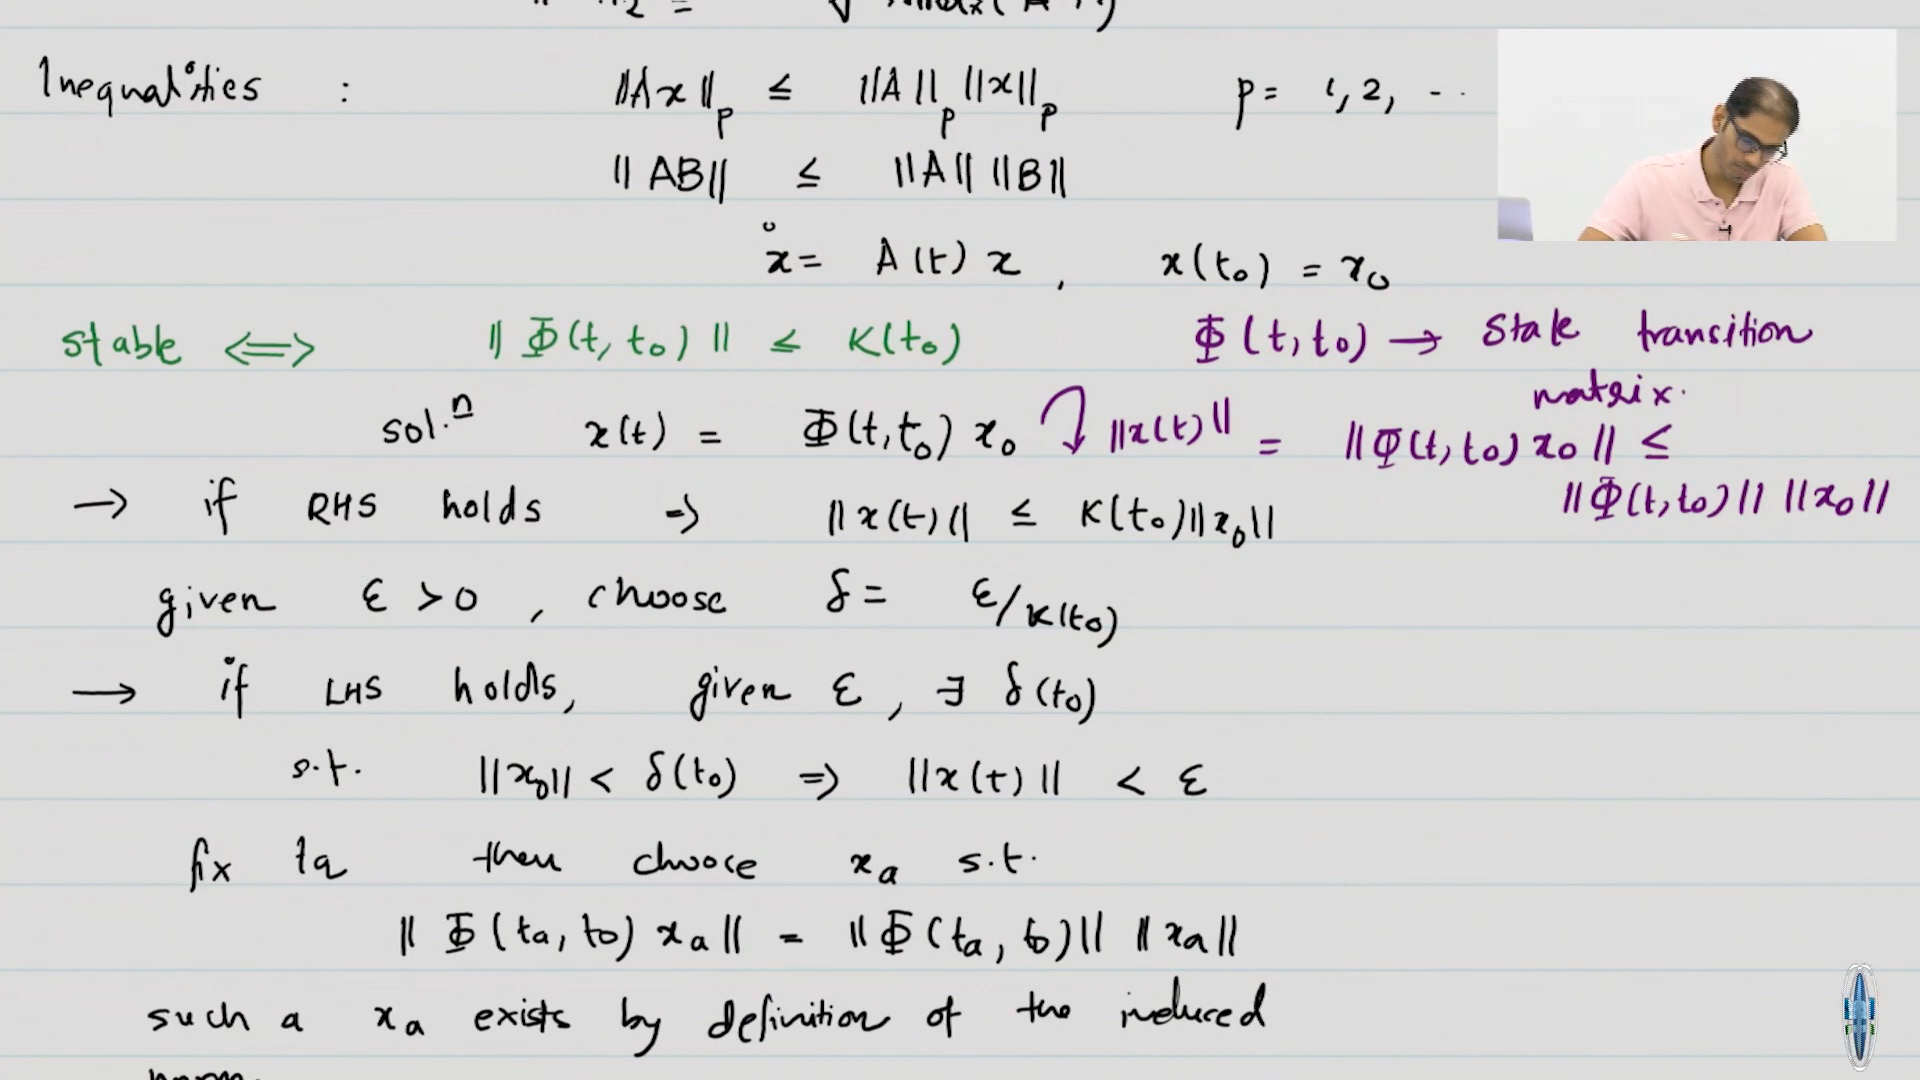 Inequalities : ||Ax||_p ≤ ||A||_p ||x||_p p = 1, 2, ...
||AB|| ≤ ||A|| ||B||
ẋ = A(t) x , x(t₀) = x₀
stable ⟺ ||Φ(t, t₀)|| ≤ K(t₀) Φ(t, t₀) → State transition matrix.
sol.ⁿ x(t) = Φ(t, t₀) x₀ ||x(t)|| = ||Φ(t, t₀) x₀|| ≤
||Φ(t, t₀)|| ||x₀||
→ if RHS holds ⇒ ||x(t)|| ≤ K(t₀)||x₀||
given ε > 0 , choose δ = ε/K(t₀)
→ if LHS holds, given ε , ∃ δ(t₀)
s.t. ||x₀|| < δ(t₀) ⇒ ||x(t)|| < ε
fix ta then choose xₐ s.t.
||Φ(tₐ, t₀) xₐ|| = ||Φ(tₐ, t₀)|| ||xₐ||
such a xₐ exists by definition of the induced
norm.